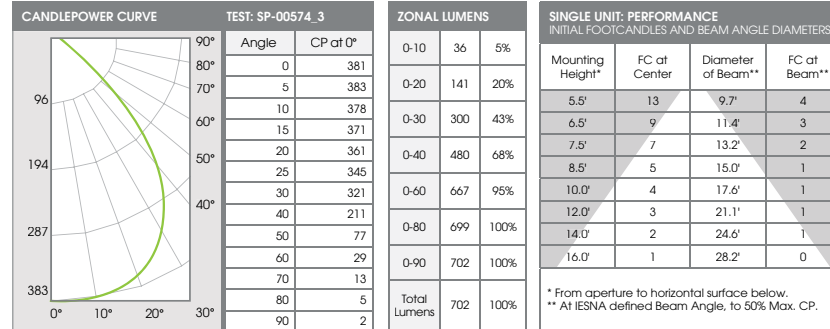 CANDLEPOWER CURVE
90°
80°
70°
60°
50°
40°
30°
96
194
287
383
0° 10° 20°
TEST: SP-00574_3
Angle CP at 0°
0 381
5 383
10 378
15 371
20 361
25 345
30 321
40 211
50 77
60 29
70 13
80 5
90 2
ZONAL LUMENS
0-10 36 5%
0-20 141 20%
0-30 300 43%
0-40 480 68%
0-60 667 95%
0-80 699 100%
0-90 702 100%
Total
Lumens 702 100%
SINGLE UNIT: PERFORMANCE
INITIAL FOOTCANDLES AND BEAM ANGLE DIAMETERS
Mounting FC at Diameter FC at
Height* Center of Beam** Beam**
5.5' 13 9.7' 4
6.5' 9 11.4' 3
7.5' 7 13.2' 2
8.5' 5 15.0' 1
10.0' 4 17.6' 1
12.0' 3 21.1' 1
14.0' 2 24.6' 1
16.0' 1 28.2' 0
* From aperture to horizontal surface below.
** At IESNA defined Beam Angle, to 50% Max. CP.